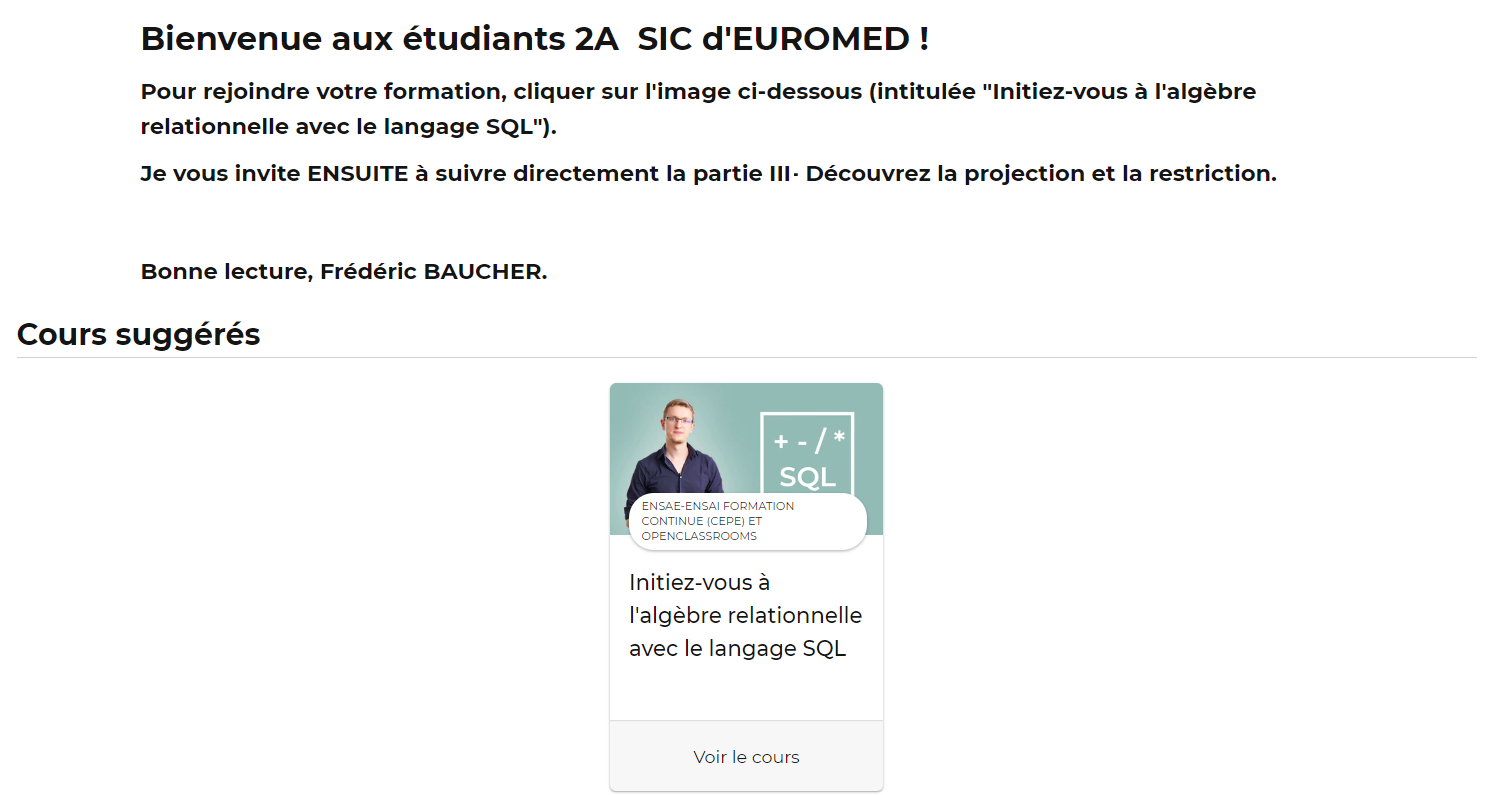 Bienvenue aux étudiants 2A  SIC d'EUROMED !
Pour rejoindre votre formation, cliquer sur l'image ci-dessous (intitulée "Initiez-vous à l'algèbre
relationnelle avec le langage SQL").
Je vous invite ENSUITE à suivre directement la partie III· Découvrez la projection et la restriction.
Bonne lecture, Frédéric BAUCHER.
Cours suggérés
+ - / *
SQL
ENSAE-ENSAI FORMATION
CONTINUE (CEPE) ET
OPENCLASSROOMS
Initiez-vous à
l'algèbre relationnelle
avec le langage SQL
Voir le cours